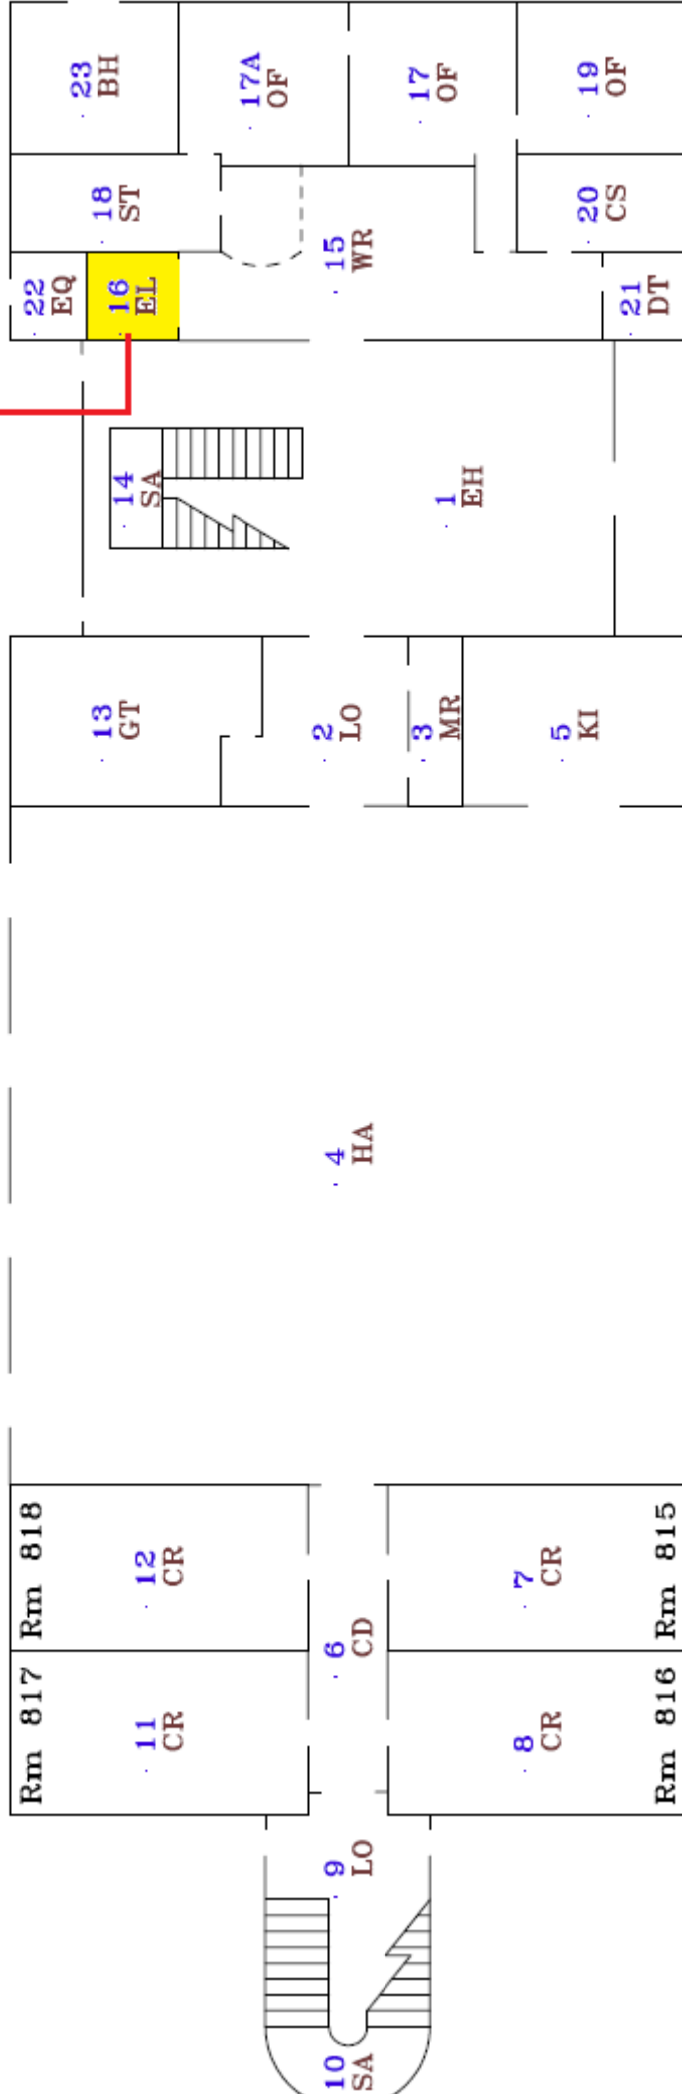 23
BH
17A
OF
17
OF
19
OF
18
ST
20
CS
15
WR
22
EQ
16
EL
21
DT
14
SA
1
EH
13
GT
2
LO
3
MR
5
KI
4
HA
Rm 818
12
CR
7
CR
Rm 815
6
CD
Rm 817
11
CR
8
CR
Rm 816
9
LO
10
SA